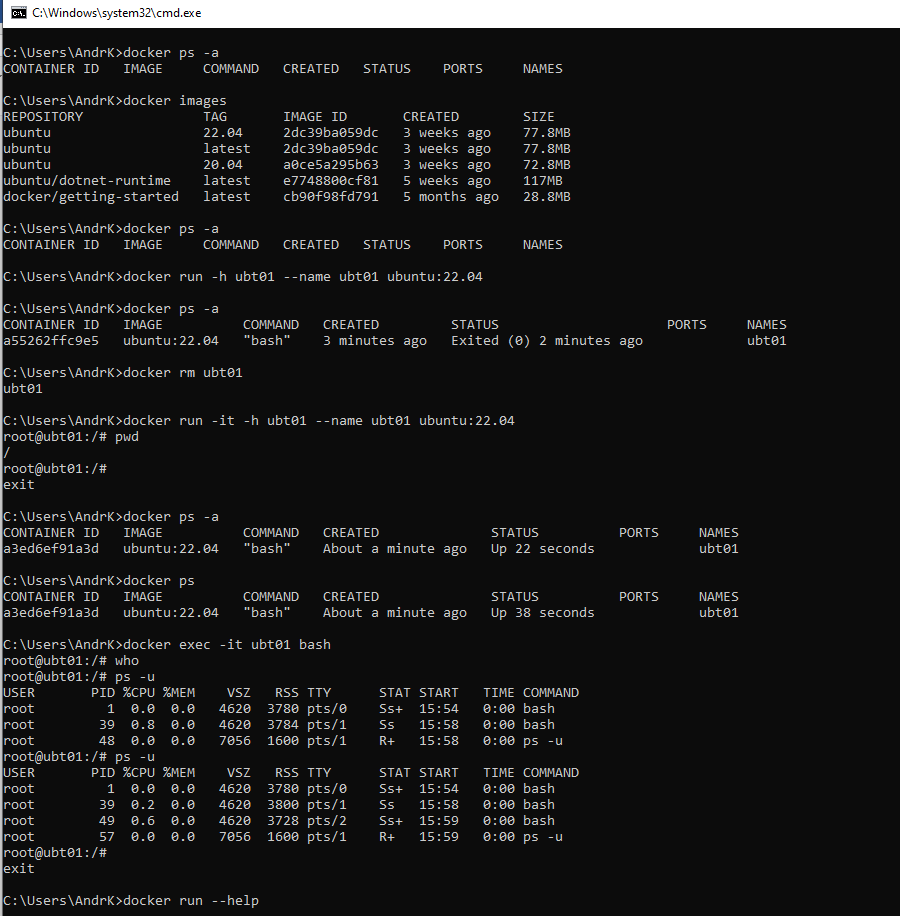 C:\Windows\system32\cmd.exe
C:\Users\AndrK>docker ps -a
CONTAINER ID   IMAGE     COMMAND   CREATED   STATUS    PORTS     NAMES
C:\Users\AndrK>docker images
REPOSITORY               TAG       IMAGE ID       CREATED        SIZE
ubuntu                   22.04     2dc39ba059dc   3 weeks ago    77.8MB
ubuntu                   latest    2dc39ba059dc   3 weeks ago    77.8MB
ubuntu                   20.04     a0ce5a295b63   3 weeks ago    72.8MB
ubuntu/dotnet-runtime    latest    e7748800cf81   5 weeks ago    117MB
docker/getting-started   latest    cb90f98fd791   5 months ago   28.8MB
C:\Users\AndrK>docker ps -a
CONTAINER ID   IMAGE     COMMAND   CREATED   STATUS    PORTS     NAMES
C:\Users\AndrK>docker run -h ubt01 --name ubt01 ubuntu:22.04
C:\Users\AndrK>docker ps -a
CONTAINER ID   IMAGE          COMMAND   CREATED         STATUS                     PORTS     NAMES
a55262ffc9e5   ubuntu:22.04   "bash"    3 minutes ago   Exited (0) 2 minutes ago             ubt01
C:\Users\AndrK>docker rm ubt01
ubt01
C:\Users\AndrK>docker run -it -h ubt01 --name ubt01 ubuntu:22.04
root@ubt01:/# pwd
/
root@ubt01:/#
exit
C:\Users\AndrK>docker ps -a
CONTAINER ID   IMAGE          COMMAND   CREATED              STATUS          PORTS     NAMES
a3ed6ef91a3d   ubuntu:22.04   "bash"    About a minute ago   Up 22 seconds             ubt01
C:\Users\AndrK>docker ps
CONTAINER ID   IMAGE          COMMAND   CREATED              STATUS          PORTS     NAMES
a3ed6ef91a3d   ubuntu:22.04   "bash"    About a minute ago   Up 38 seconds             ubt01
C:\Users\AndrK>docker exec -it ubt01 bash
root@ubt01:/# who
root@ubt01:/# ps -u
USER       PID %CPU %MEM    VSZ   RSS TTY      STAT START   TIME COMMAND
root         1  0.0  0.0   4620  3780 pts/0    Ss+  15:54   0:00 bash
root        39  0.8  0.0   4620  3784 pts/1    Ss   15:58   0:00 bash
root        48  0.0  0.0   7056  1600 pts/1    R+   15:58   0:00 ps -u
root@ubt01:/# ps -u
USER       PID %CPU %MEM    VSZ   RSS TTY      STAT START   TIME COMMAND
root         1  0.0  0.0   4620  3780 pts/0    Ss+  15:54   0:00 bash
root        39  0.2  0.0   4620  3800 pts/1    Ss   15:58   0:00 bash
root        49  0.6  0.0   4620  3728 pts/2    Ss+  15:59   0:00 bash
root        57  0.0  0.0   7056  1600 pts/1    R+   15:59   0:00 ps -u
root@ubt01:/#
exit
C:\Users\AndrK>docker run --help